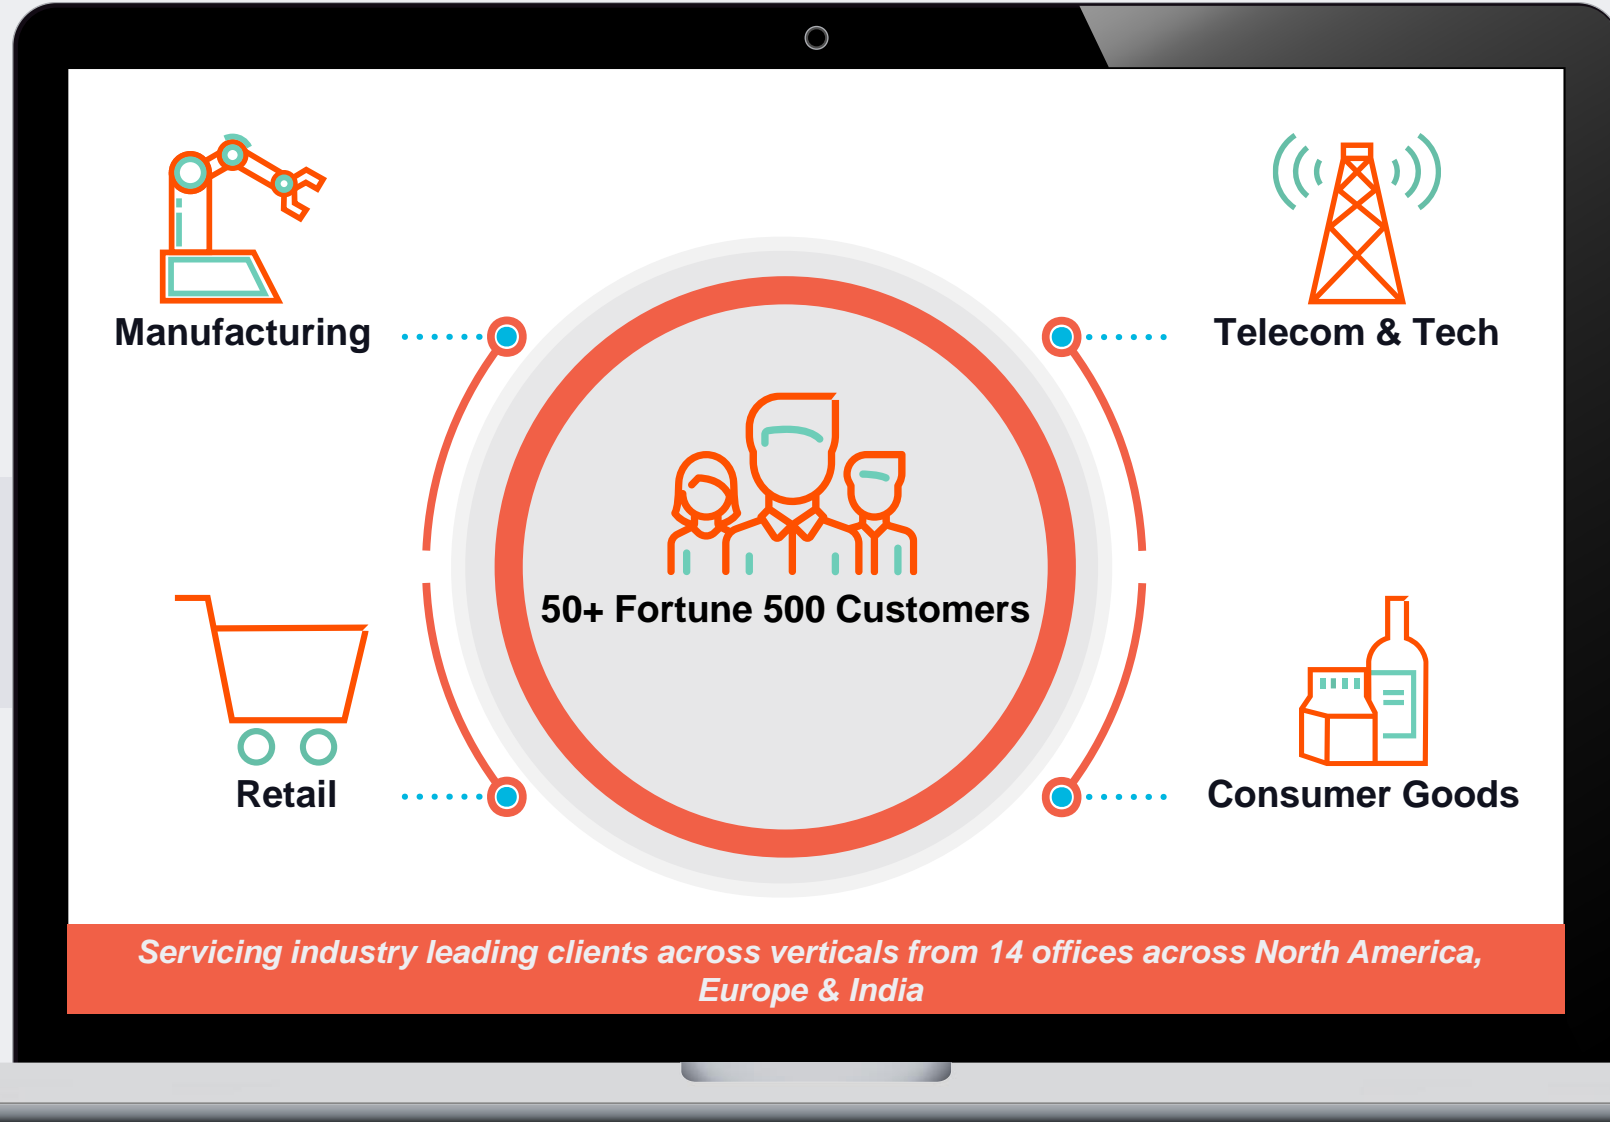 Manufacturing
Telecom & Tech
50+ Fortune 500 Customers
Retail
Consumer Goods
Servicing industry leading clients across verticals from 14 offices across North America,
Europe & India